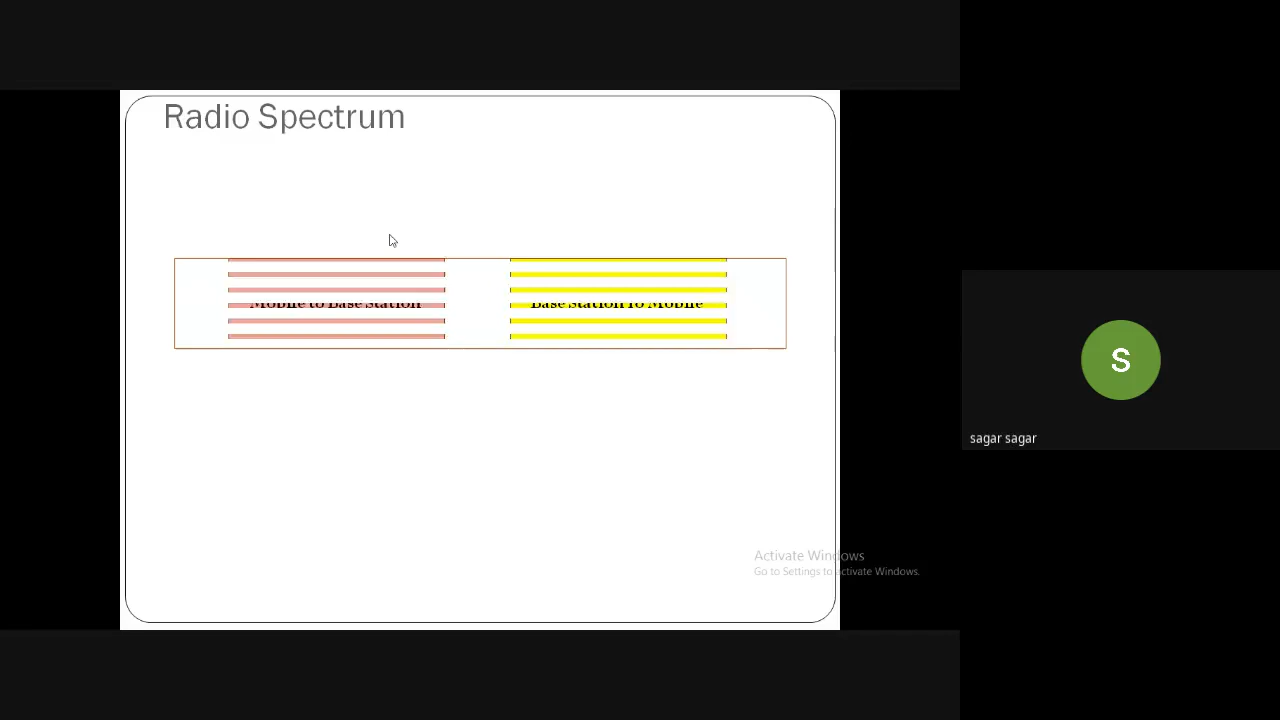 Radio Spectrum
Mobile to Base Station
Base Station To Mobile
S
sagar sagar
Activate Windows
Go to Settings to activate Windows.